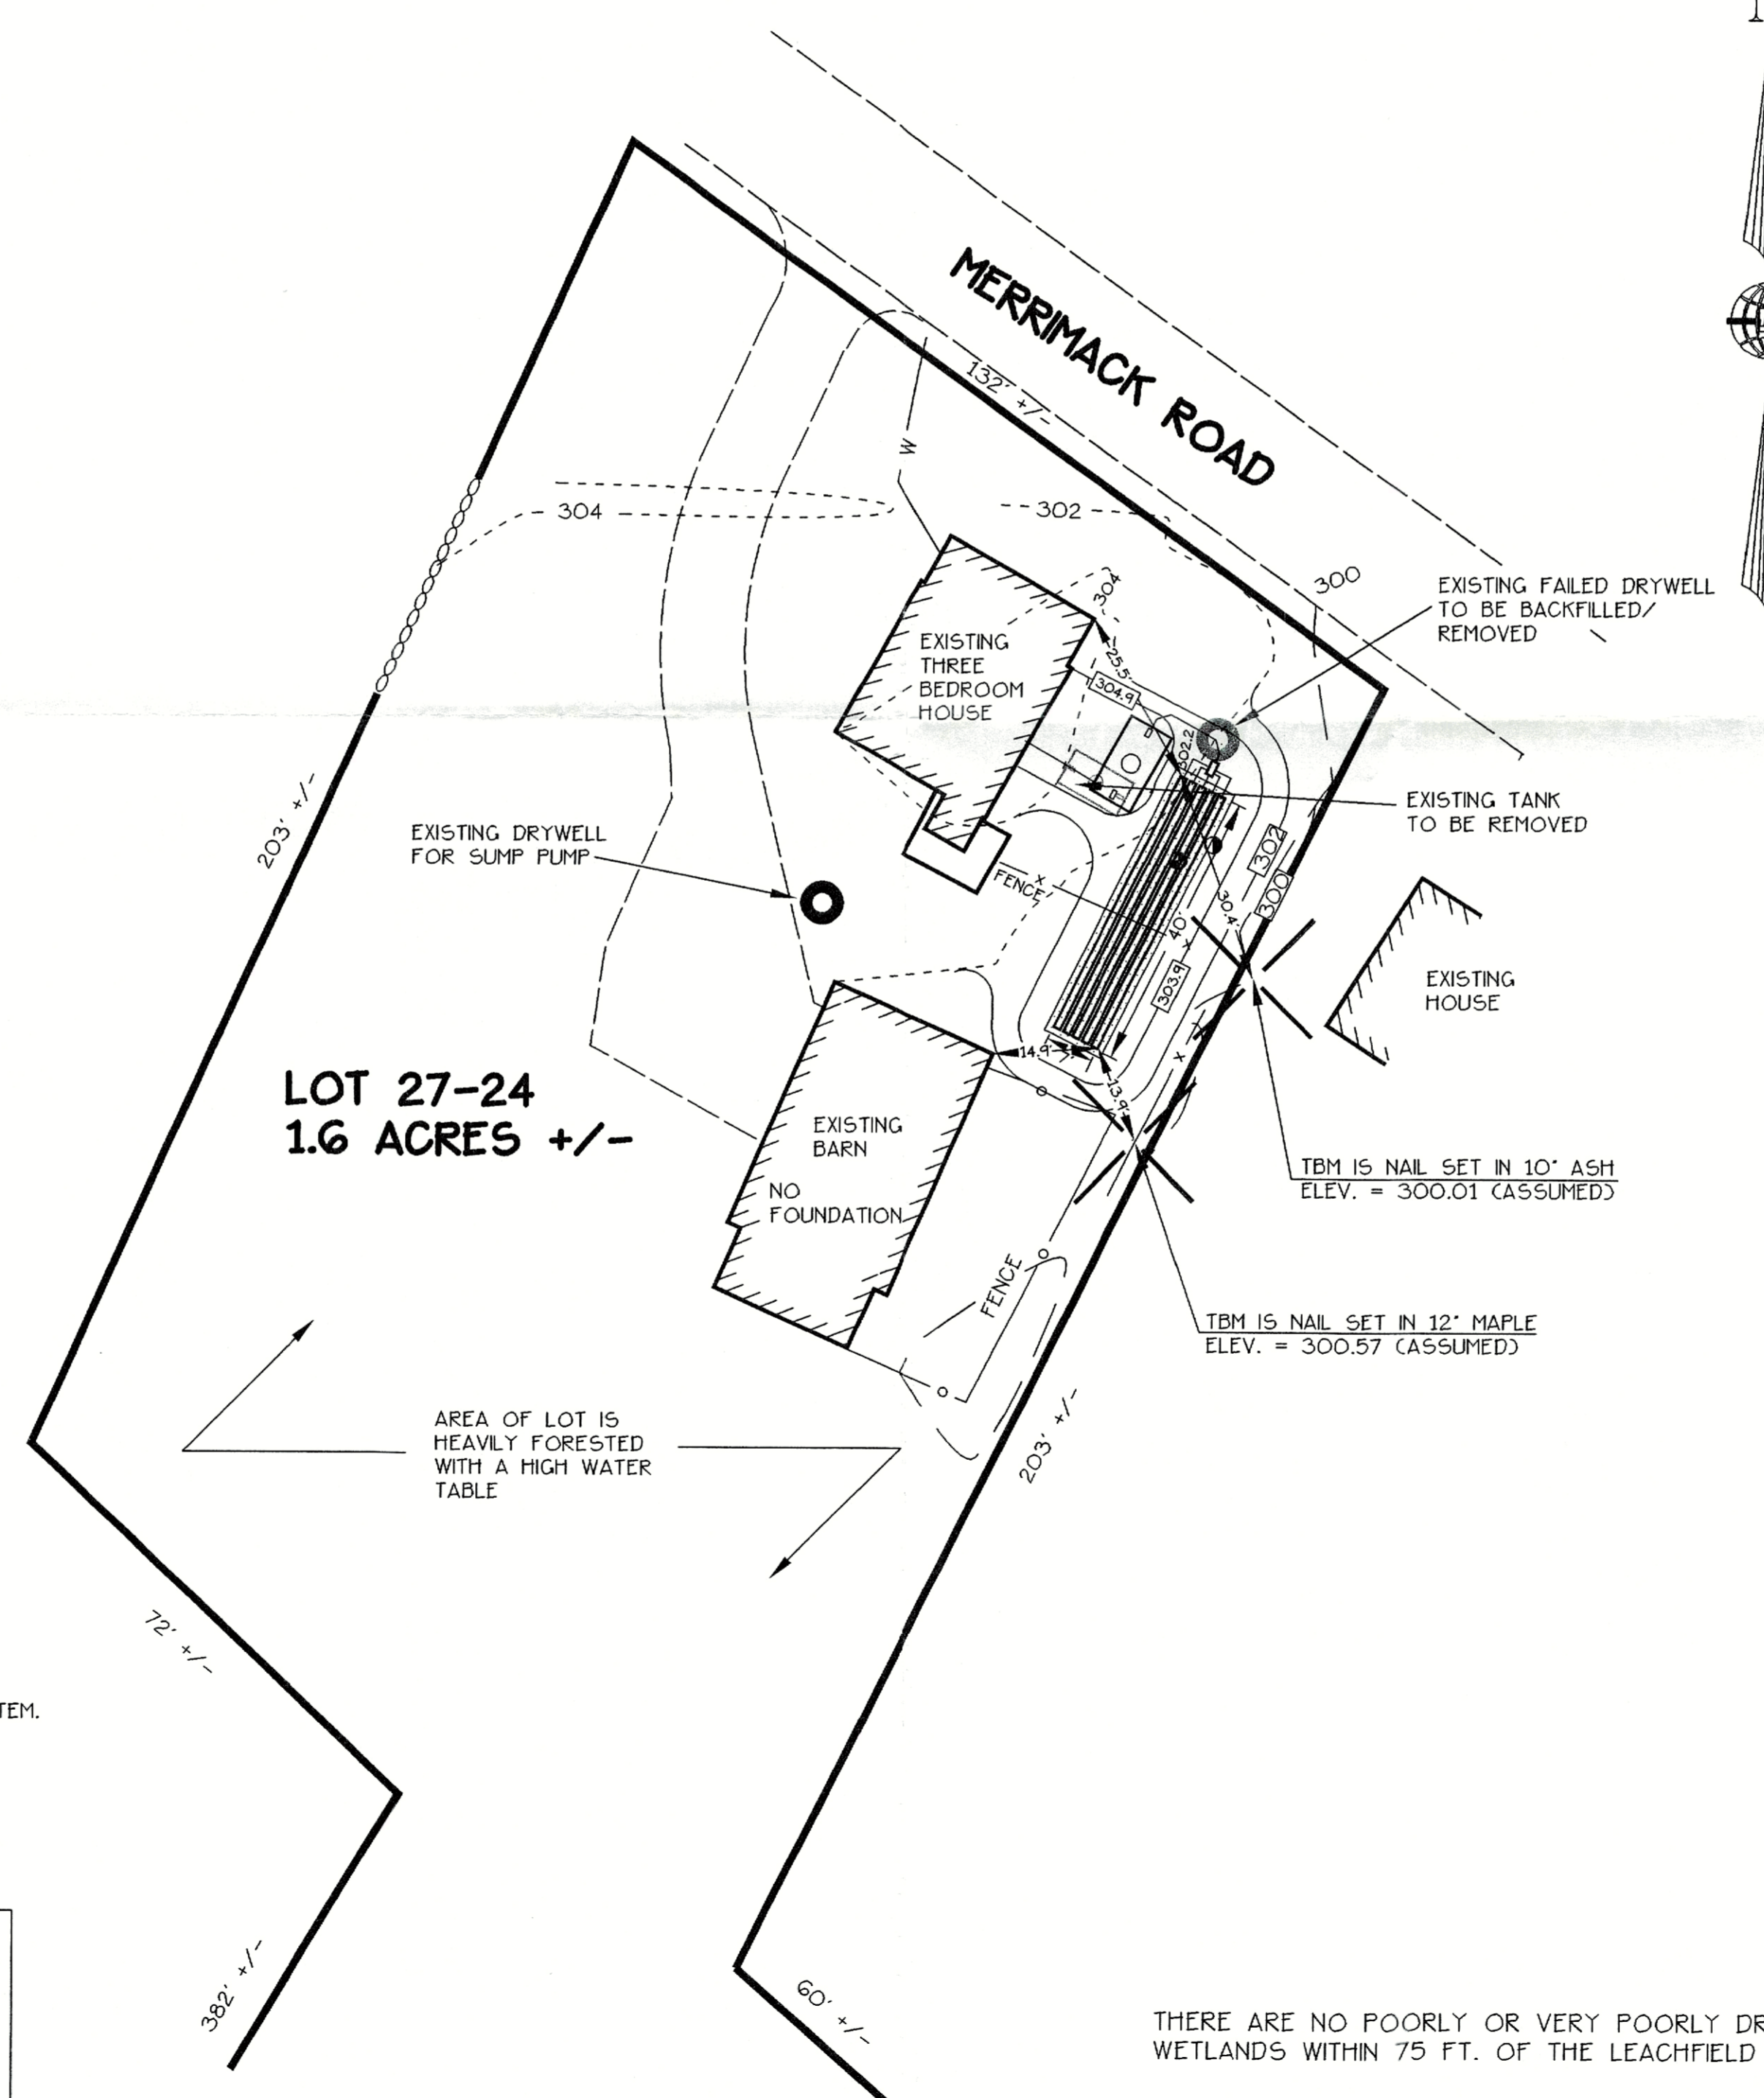 MERRIMACK ROAD
132' +/-
W
304
302
300
EXISTING FAILED DRYWELL
TO BE BACKFILLED/
REMOVED
304
EXISTING
THREE
BEDROOM
HOUSE
25.5'
304.9
302.2
EXISTING TANK
TO BE REMOVED
203' +/-
EXISTING DRYWELL
FOR SUMP PUMP
FENCE
x
302
300
30.4'
40'
x
303.9
EXISTING
HOUSE
14.9'
13.9'
x
LOT 27-24
1.6 ACRES +/-
EXISTING
BARN
NO
FOUNDATION
TBM IS NAIL SET IN 10" ASH
ELEV. = 300.01 (ASSUMED)
FENCE
TBM IS NAIL SET IN 12" MAPLE
ELEV. = 300.57 (ASSUMED)
203' +/-
AREA OF LOT IS
HEAVILY FORESTED
WITH A HIGH WATER
TABLE
72' +/-
TEM.
382' +/-
60' +/-
THERE ARE NO POORLY OR VERY POORLY DR
WETLANDS WITHIN 75 FT. OF THE LEACHFIELD